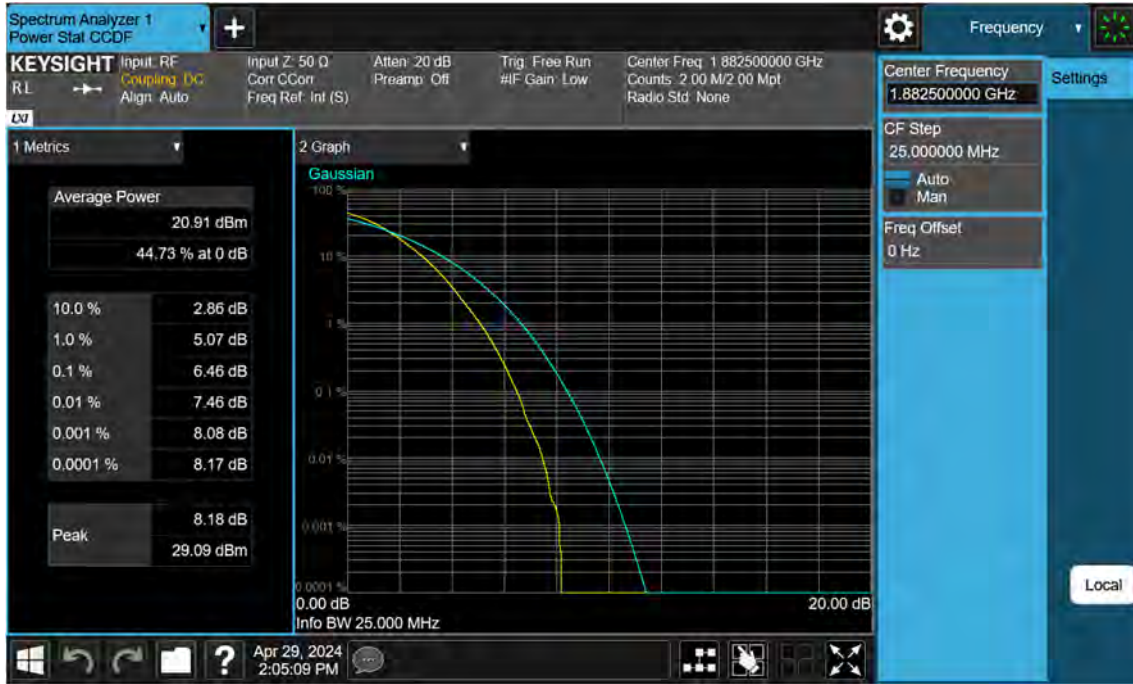 Spectrum Analyzer 1
Power Stat CCDF
+
Frequency
KEYSIGHT
R L
LXI
Input: RF
Coupling: DC
Align: Auto
Input Z: 50 Ω
Corr CCorr
Freq Ref: Int (S)
Atten: 20 dB
Preamp: Off
Trig: Free Run
#IF Gain: Low
Center Freq: 1.882500000 GHz
Counts: 2.00 M/2.00 Mpt
Radio Std: None
Center Frequency
1.882500000 GHz
Settings
CF Step
25.000000 MHz
Auto
Man
Freq Offset
0 Hz
1 Metrics
Average Power
20.91 dBm
44.73 % at 0 dB
10.0 % 2.86 dB
1.0 % 5.07 dB
0.1 % 6.46 dB
0.01 % 7.46 dB
0.001 % 8.08 dB
0.0001 % 8.17 dB
Peak
8.18 dB
29.09 dBm
2 Graph
Gaussian
100 %
10 %
1 %
0.1 %
0.01 %
0.001 %
0.0001 %
0.00 dB 20.00 dB
Info BW 25.000 MHz
Local
?
Apr 29, 2024
2:05:09 PM